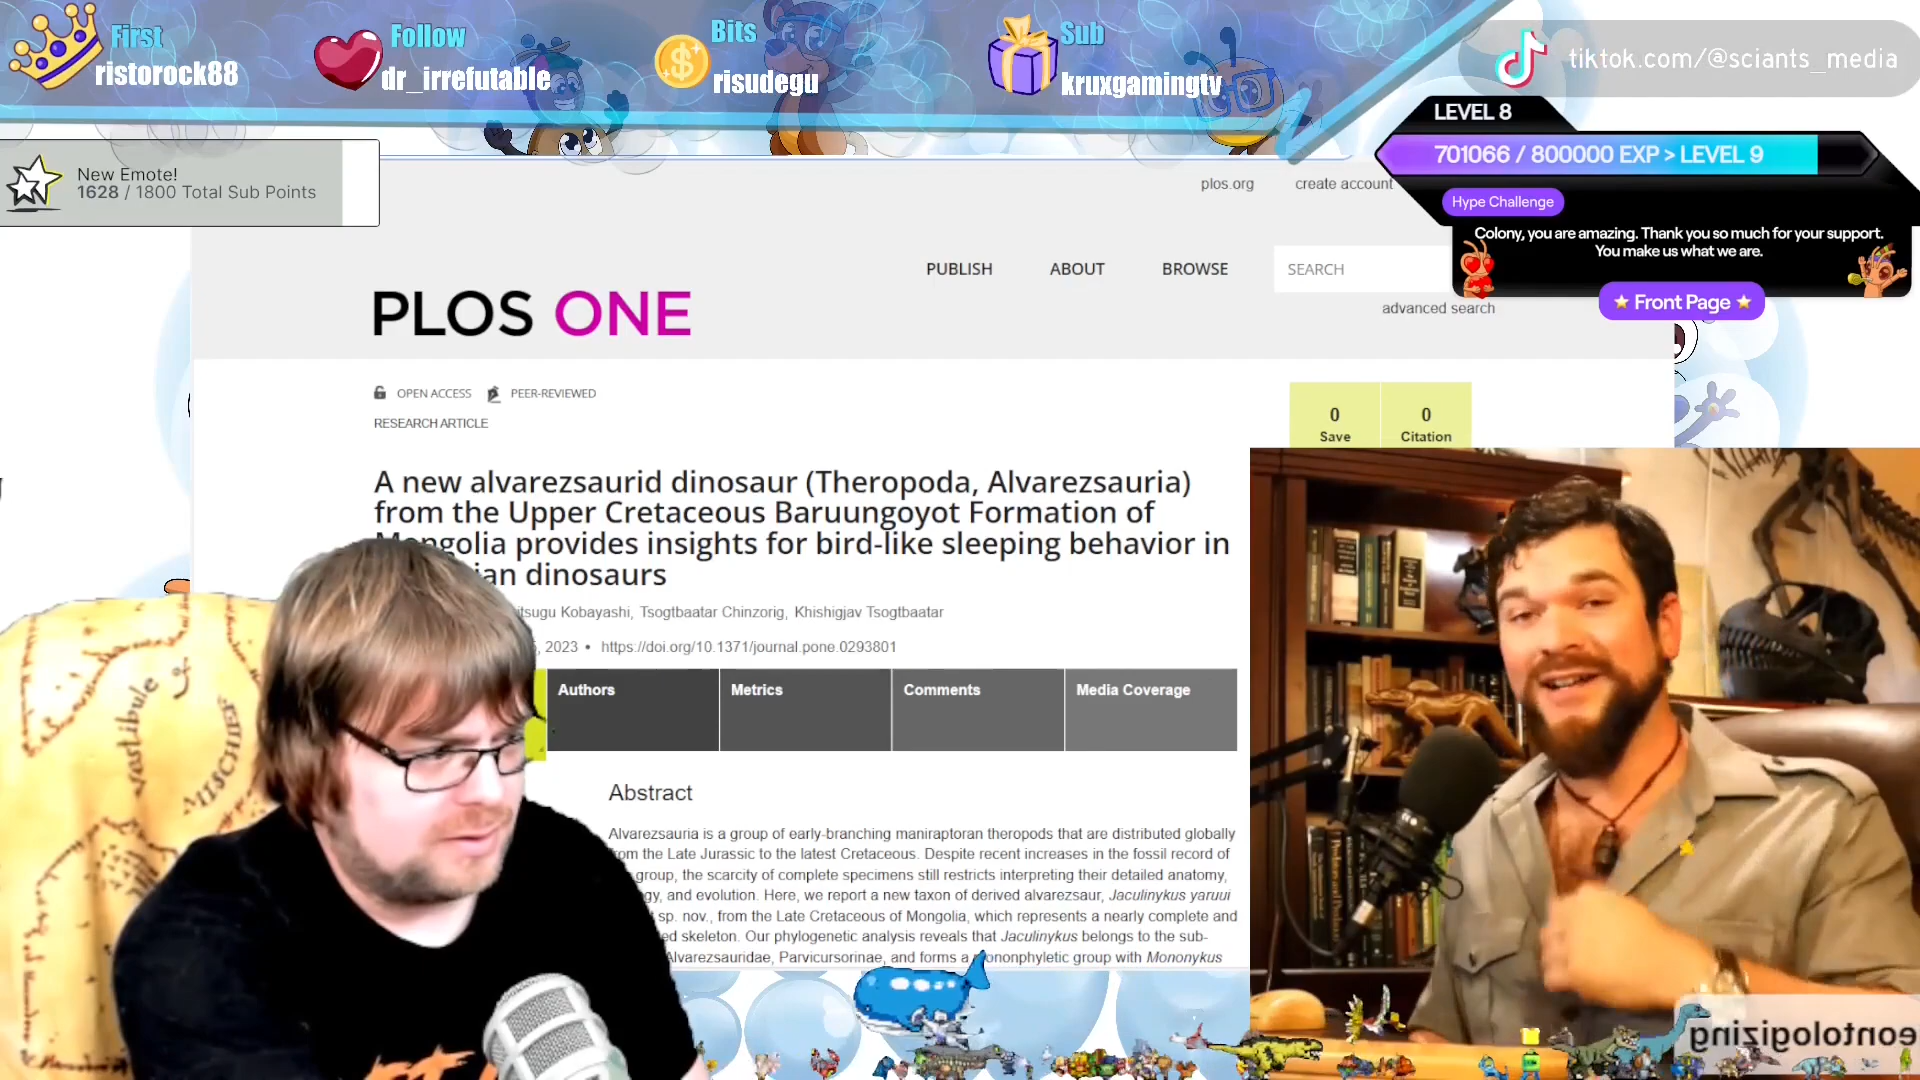 First
ristorock88
Follow
dr_irrefutable
Bits
risudegu
Sub
kruxgamingtv
tiktok.com/@sciants_media
LEVEL 8
701066 / 800000 EXP > LEVEL 9
Hype Challenge
Colony, you are amazing. Thank you so much for your support.
You make us what we are.
Front Page
New Emote!
1628 / 1800 Total Sub Points
plos.org
create account
PUBLISH
ABOUT
BROWSE
SEARCH
advanced search
PLOS ONE
OPEN ACCESS
PEER-REVIEWED
RESEARCH ARTICLE
0
Save
0
Citation
A new alvarezsaurid dinosaur (Theropoda, Alvarezsauria)
from the Upper Cretaceous Baruungoyot Formation of
Mongolia provides insights for bird-like sleeping behavior in
ian dinosaurs
itsugu Kobayashi, Tsogtbaatar Chinzorig, Khishigjav Tsogtbaatar
, 2023 • https://doi.org/10.1371/journal.pone.0293801
Authors
Metrics
Comments
Media Coverage
Abstract
Alvarezsauria is a group of early-branching maniraptoran theropods that are distributed globally
from the Late Jurassic to the latest Cretaceous. Despite recent increases in the fossil record of
group, the scarcity of complete specimens still restricts interpreting their detailed anatomy,
gy, and evolution. Here, we report a new taxon of derived alvarezsaur, Jaculinykus yaruui
sp. nov., from the Late Cretaceous of Mongolia, which represents a nearly complete and
ed skeleton. Our phylogenetic analysis reveals that Jaculinykus belongs to the sub-
Alvarezsauridae, Parvicursorinae, and forms a mononphyletic group with Mononykus
Vestibule of
MISCHIEF
eontologizing